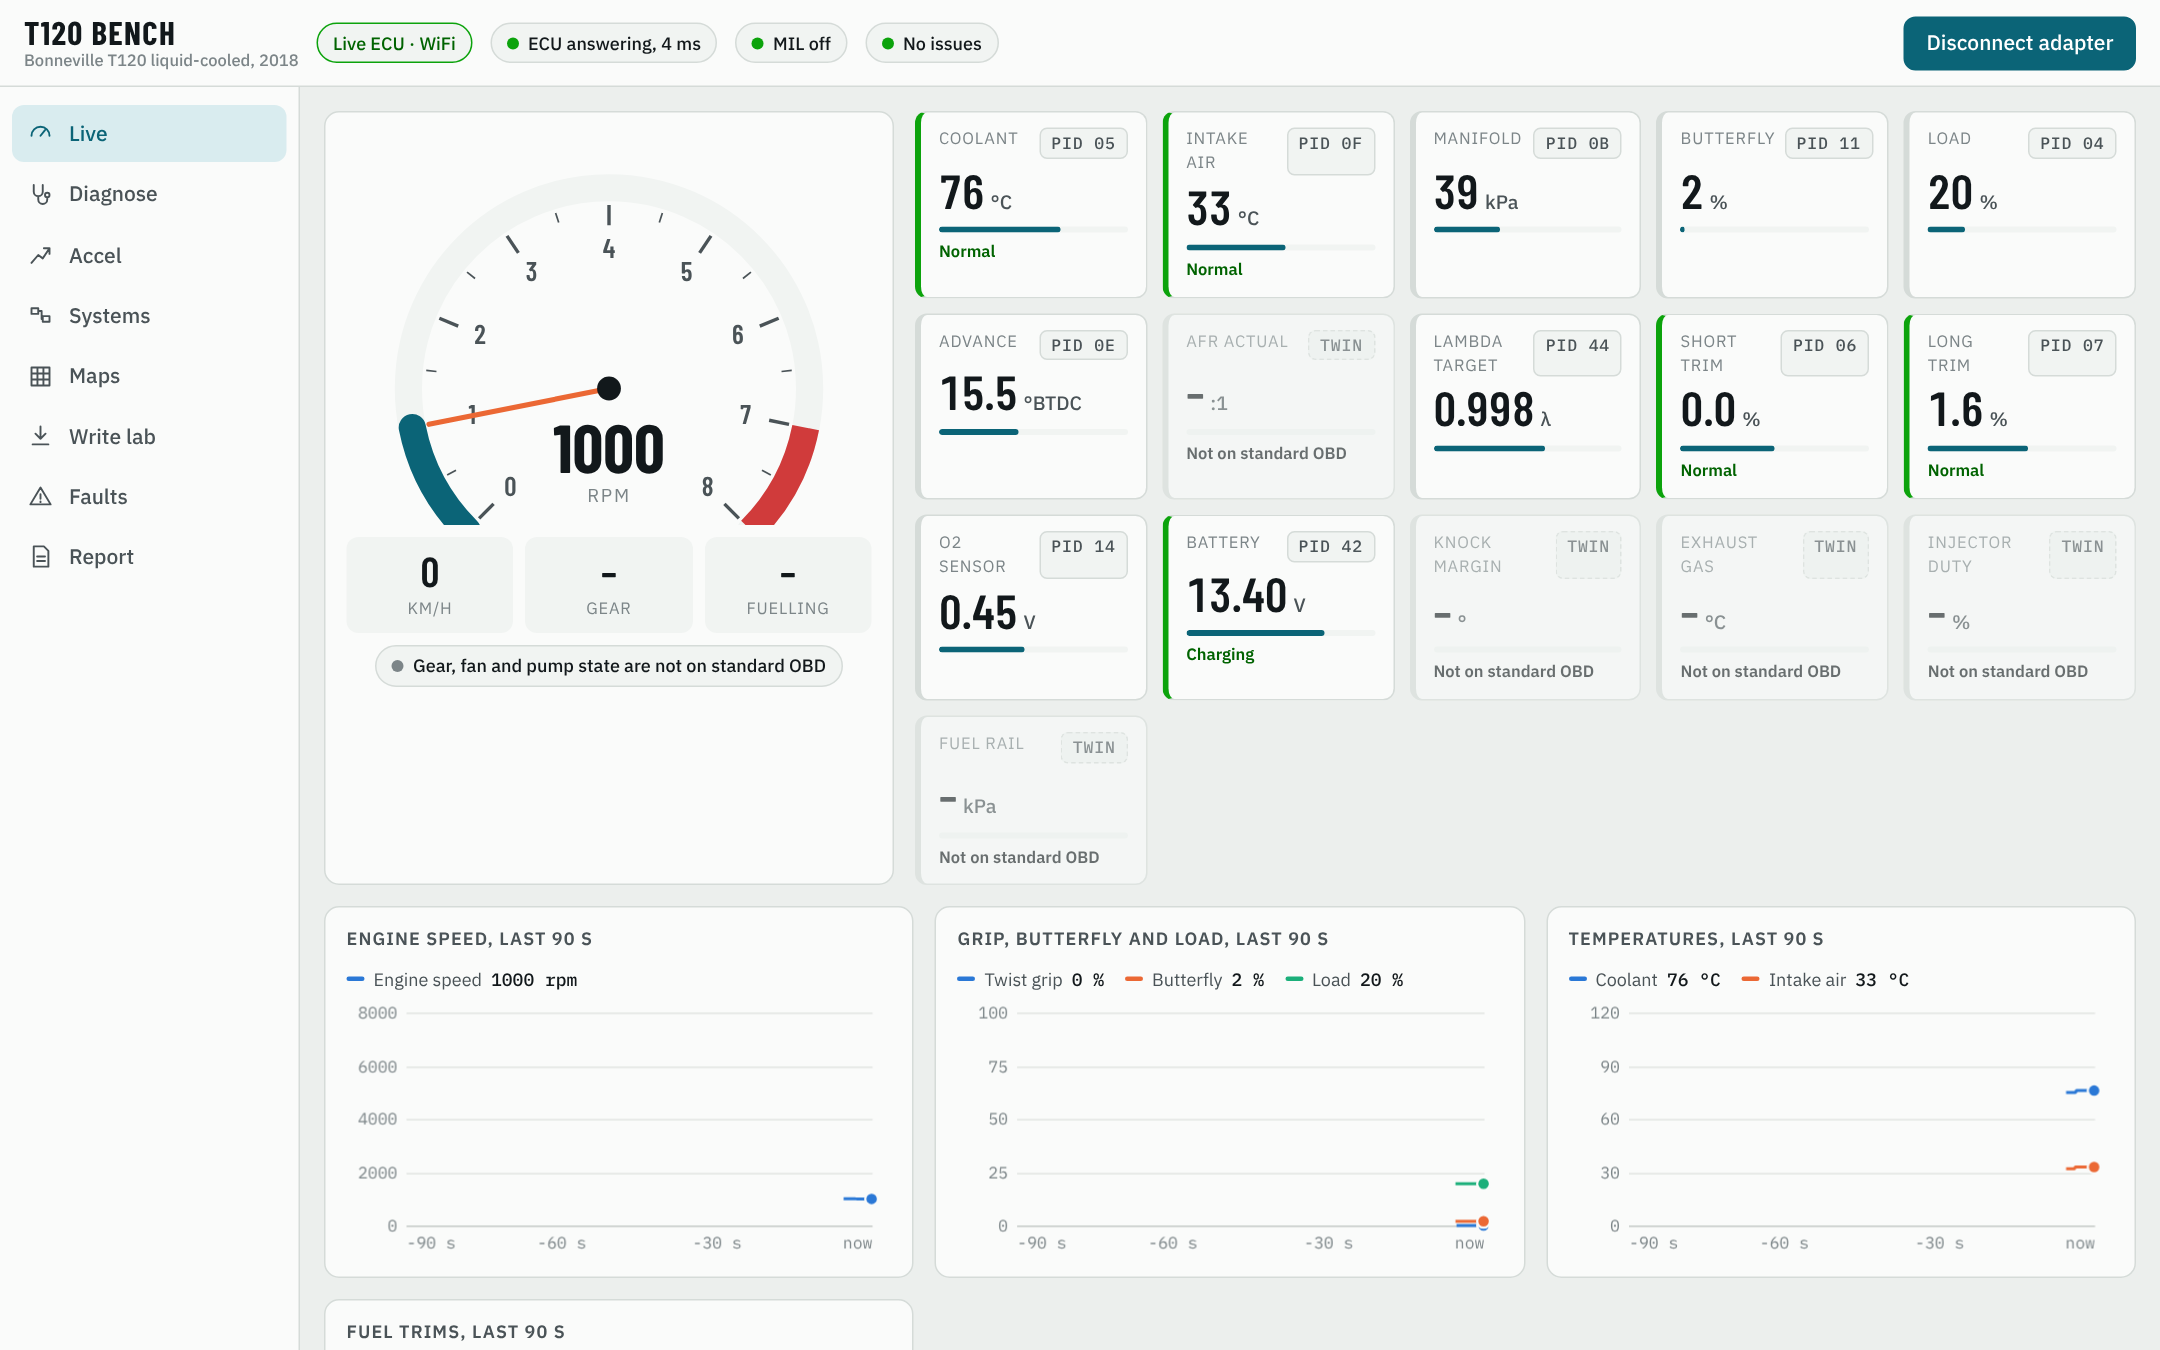 T120 BENCH
Bonneville T120 liquid-cooled, 2018
Live ECU · WiFi
ECU answering, 4 ms
MIL off
No issues
Disconnect adapter
Live
Diagnose
Accel
Systems
Maps
Write lab
Faults
Report
0
1
2
3
4
5
6
7
8
1000
RPM
0
KM/H
–
GEAR
–
FUELLING
Gear, fan and pump state are not on standard OBD
COOLANT
PID 05
76 °C
Normal
INTAKE
AIR
PID 0F
33 °C
Normal
MANIFOLD
PID 0B
39 kPa
BUTTERFLY
PID 11
2 %
LOAD
PID 04
20 %
ADVANCE
PID 0E
15.5 °BTDC
AFR ACTUAL
TWIN
– :1
Not on standard OBD
LAMBDA
TARGET
PID 44
0.998 λ
SHORT
TRIM
PID 06
0.0 %
Normal
LONG
TRIM
PID 07
1.6 %
Normal
O2
SENSOR
PID 14
0.45 V
BATTERY
PID 42
13.40 V
Charging
KNOCK
MARGIN
TWIN
– °
Not on standard OBD
EXHAUST
GAS
TWIN
– °C
Not on standard OBD
INJECTOR
DUTY
TWIN
– %
Not on standard OBD
FUEL RAIL
TWIN
– kPa
Not on standard OBD
ENGINE SPEED, LAST 90 S
Engine speed 1000 rpm
8000
6000
4000
2000
0
-90 s
-60 s
-30 s
now
GRIP, BUTTERFLY AND LOAD, LAST 90 S
Twist grip 0 %
Butterfly 2 %
Load 20 %
100
75
50
25
0
-90 s
-60 s
-30 s
now
TEMPERATURES, LAST 90 S
Coolant 76 °C
Intake air 33 °C
120
90
60
30
0
-90 s
-60 s
-30 s
now
FUEL TRIMS, LAST 90 S